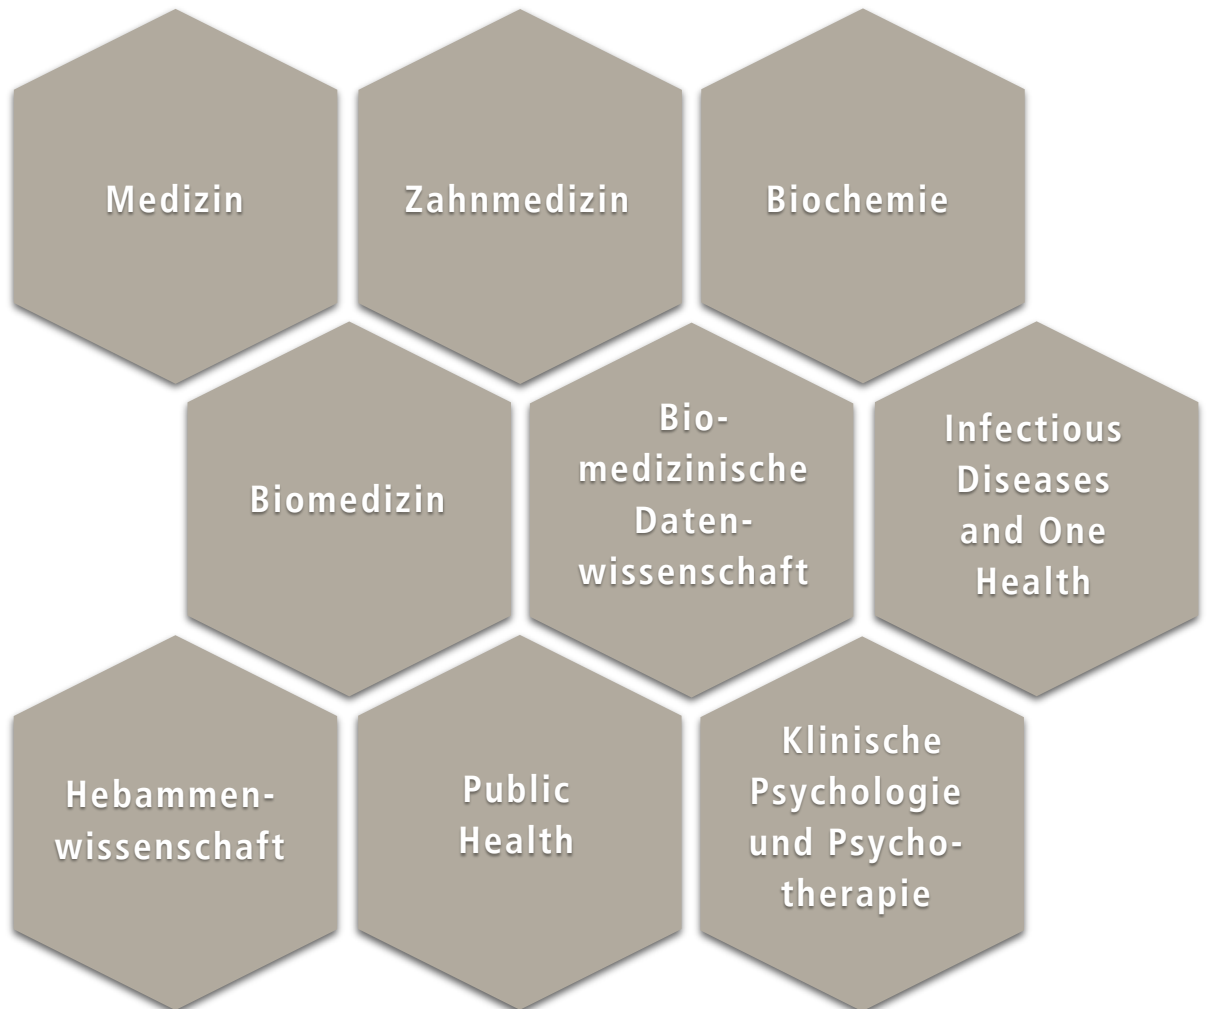 Medizin
Zahnmedizin
Biochemie
Biomedizin
Bio-
medizinische
Daten-
wissenschaft
Infectious
Diseases
and One
Health
Hebammen-
wissenschaft
Public
Health
Klinische
Psychologie
und Psycho-
therapie